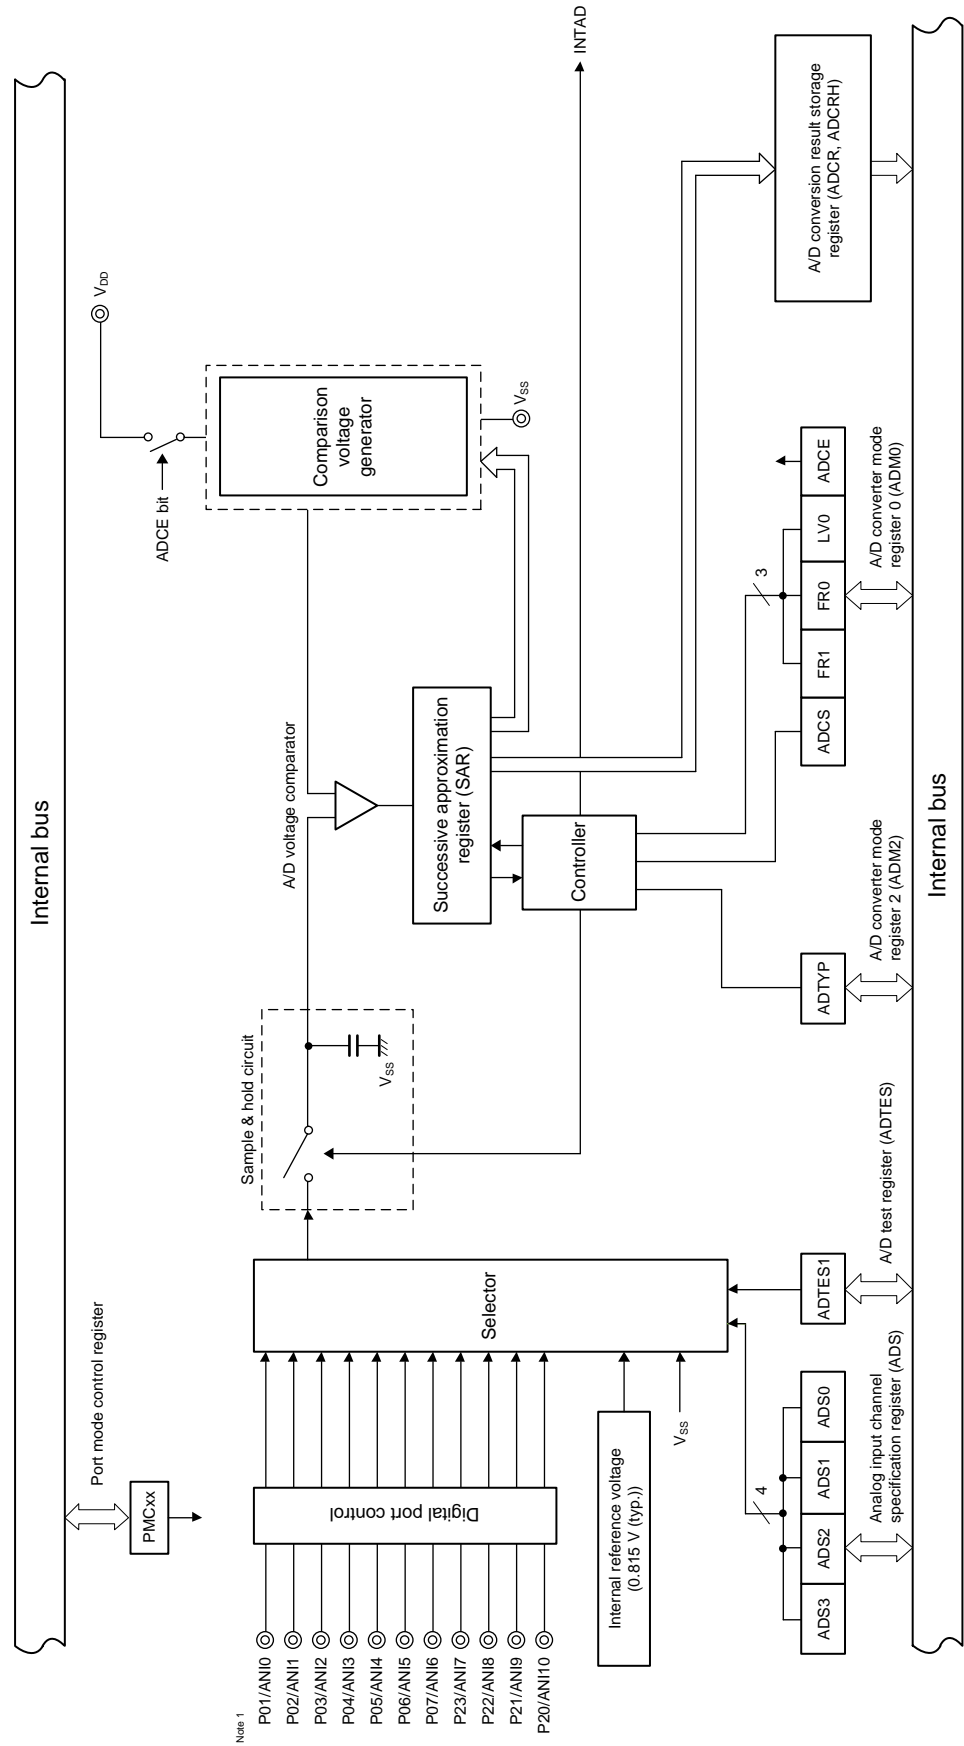 Internal bus
Port mode control register
PMCxx
Note 1
P01/ANI0
P02/ANI1
P03/ANI2
P04/ANI3
P05/ANI4
P06/ANI5
P07/ANI6
P23/ANI7
P22/ANI8
P21/ANI9
P20/ANI10
Digital port control
Internal reference voltage
(0.815 V (typ.))
VSS
Selector
Sample & hold circuit
VSS
A/D voltage comparator
ADCE bit
VDD
Comparison
voltage
generator
VSS
Successive approximation
register (SAR)
Controller
INTAD
A/D conversion result storage
register (ADCR, ADCRH)
4
ADS3
ADS2
ADS1
ADS0
Analog input channel
specification register (ADS)
ADTES1
A/D test register (ADTES)
ADTYP
A/D converter mode
register 2 (ADM2)
3
ADCS
FR1
FR0
LV0
ADCE
A/D converter mode
register 0 (ADM0)
Internal bus